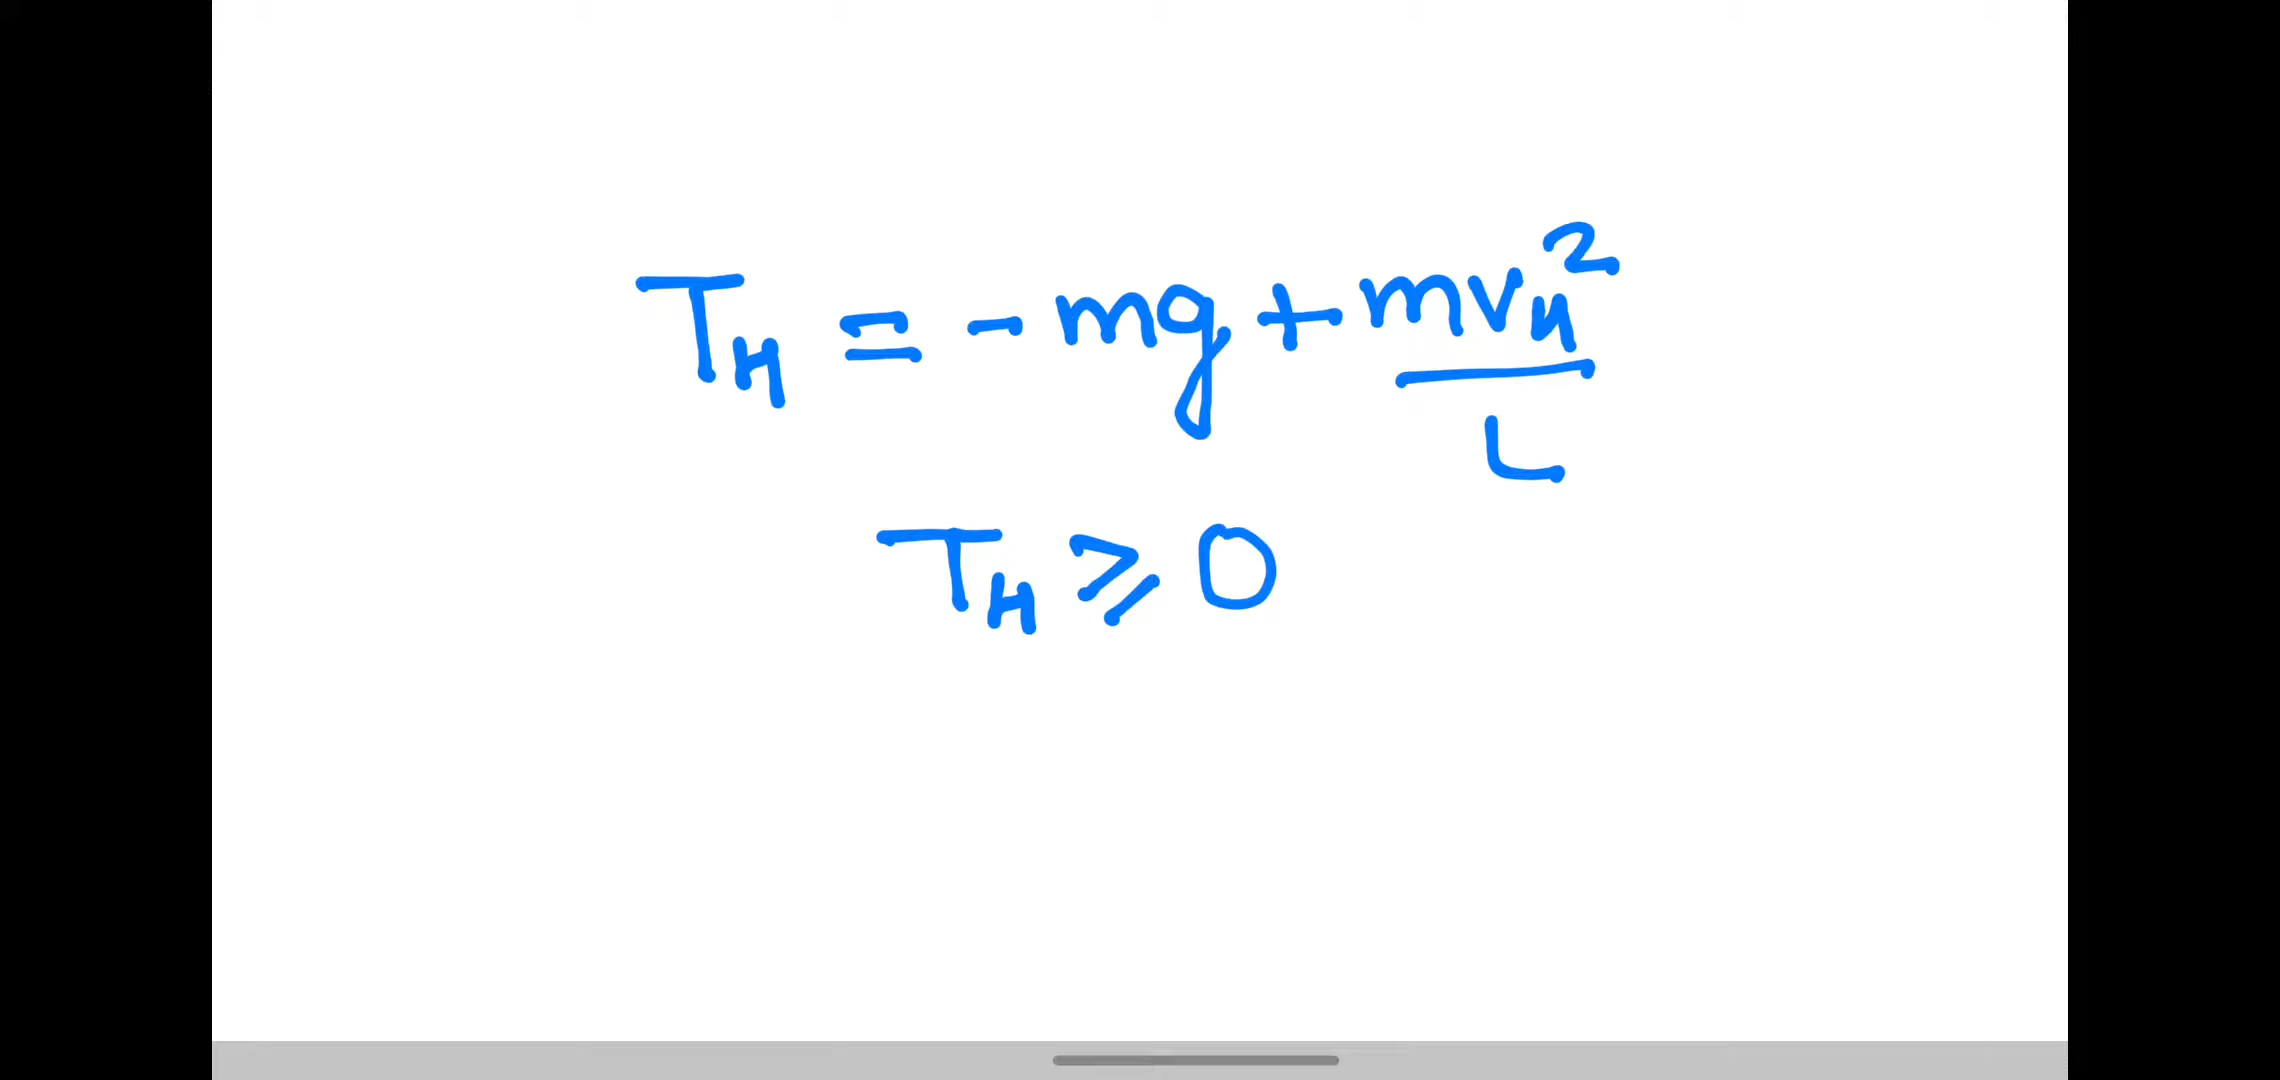 T_H = - mg + mv_H^2 / L
T_H ⩾ 0